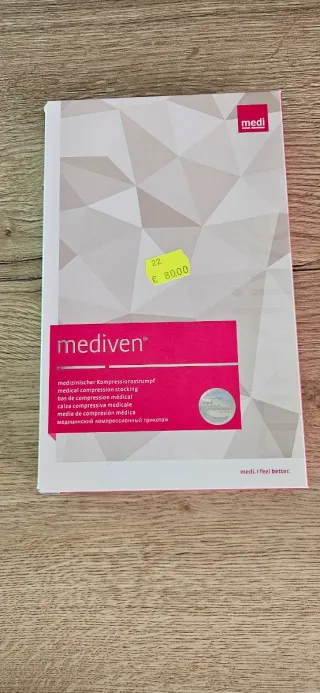 medi
22
€ 80.00
mediven®
medizinischer Kompressionsstrumpf
medical compression stocking
bas de compression médical
calza compressiva medicale
media de compresión médica
медицинский компрессионный трикотаж
medi
medi. I feel better.